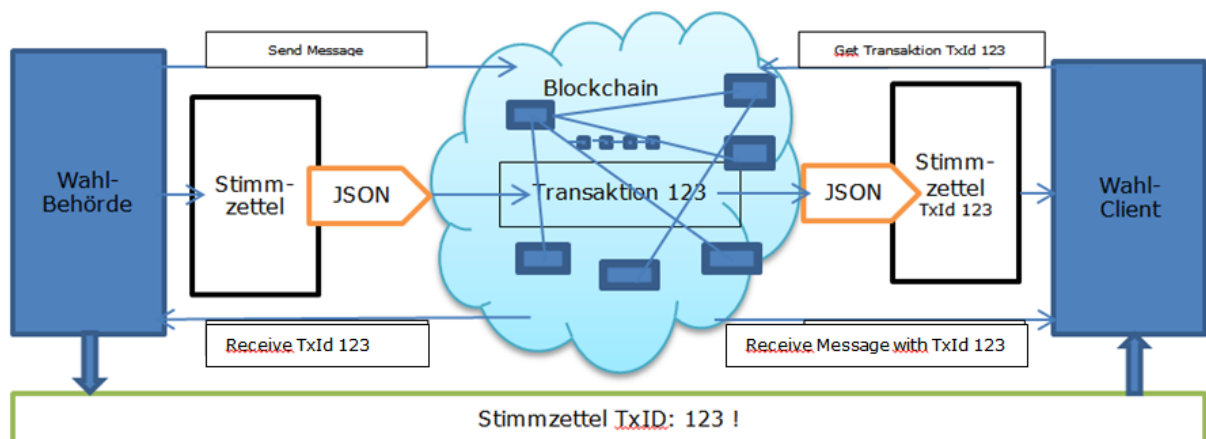 Send Message
Get Transaktion TxId 123
Blockchain
Wahl-
Behörde
Stimm-
zettel
JSON
Transaktion 123
JSON
Stimm-
zettel
TxId 123
Wahl-
Client
Receive TxId 123
Receive Message with TxId 123
Stimmzettel TxID: 123 !